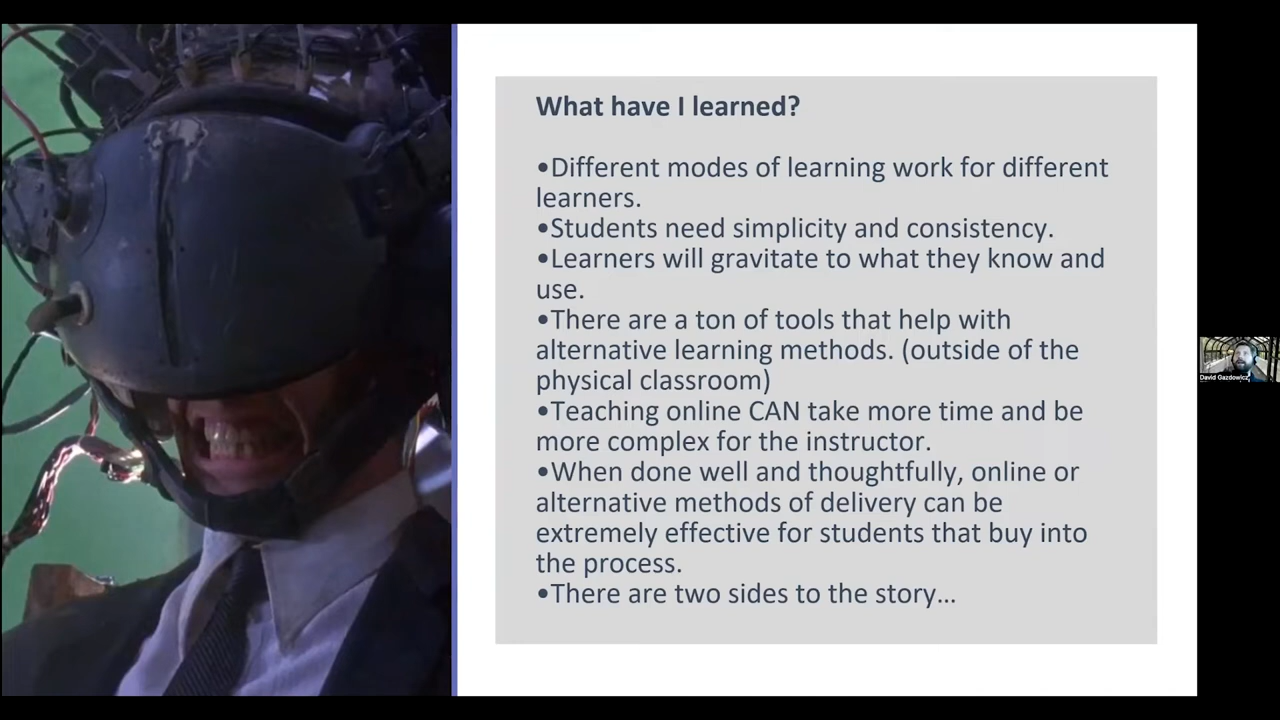 What have I learned?
•Different modes of learning work for different
learners.
•Students need simplicity and consistency.
•Learners will gravitate to what they know and
use.
•There are a ton of tools that help with
alternative learning methods. (outside of the
physical classroom)
•Teaching online CAN take more time and be
more complex for the instructor.
•When done well and thoughtfully, online or
alternative methods of delivery can be
extremely effective for students that buy into
the process.
•There are two sides to the story…
David Gazdowicz